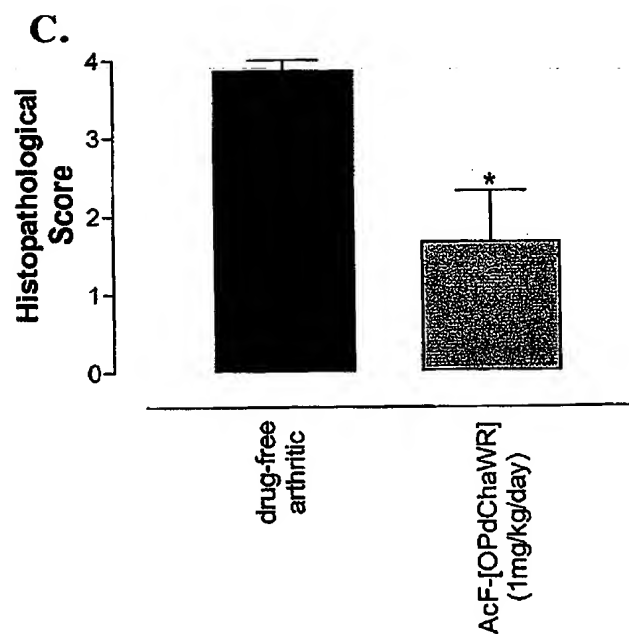 C.
Histopathological
Score
4
3
2
1
0
*
drug-free
arthritic
AcF-[OPdChaWR]
(1mg/kg/day)